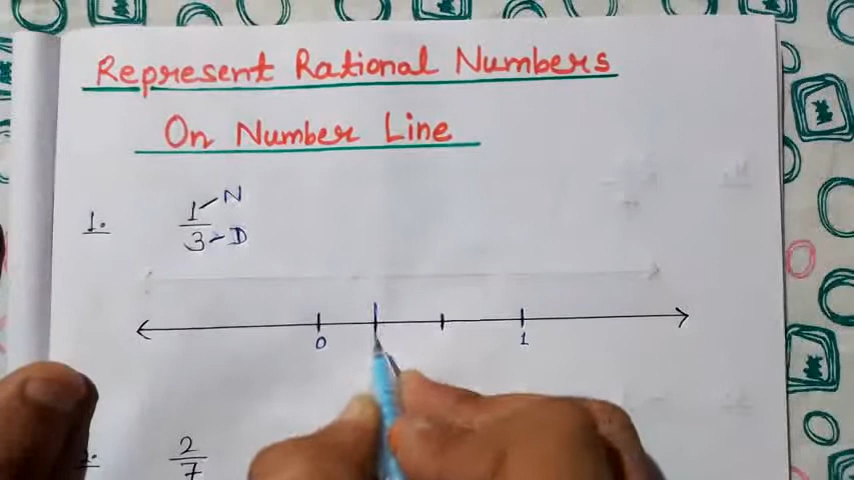 Represent Rational Numbers
On Number Line
1. 1/3 N D
0 1
2/7